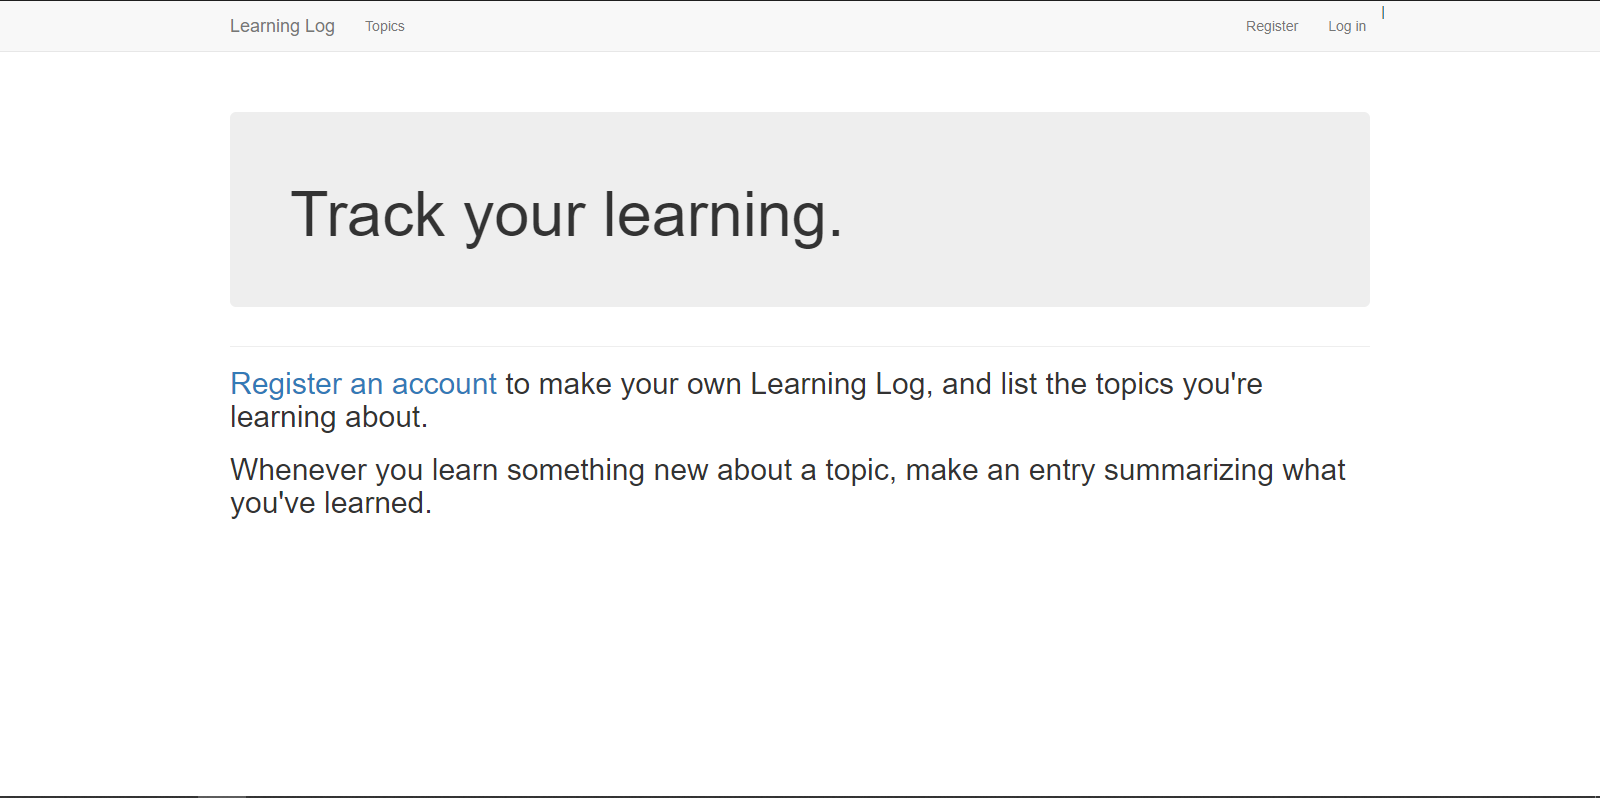 Learning Log Topics Register Log in
Track your learning.
Register an account to make your own Learning Log, and list the topics you're
learning about.
Whenever you learn something new about a topic, make an entry summarizing what
you've learned.